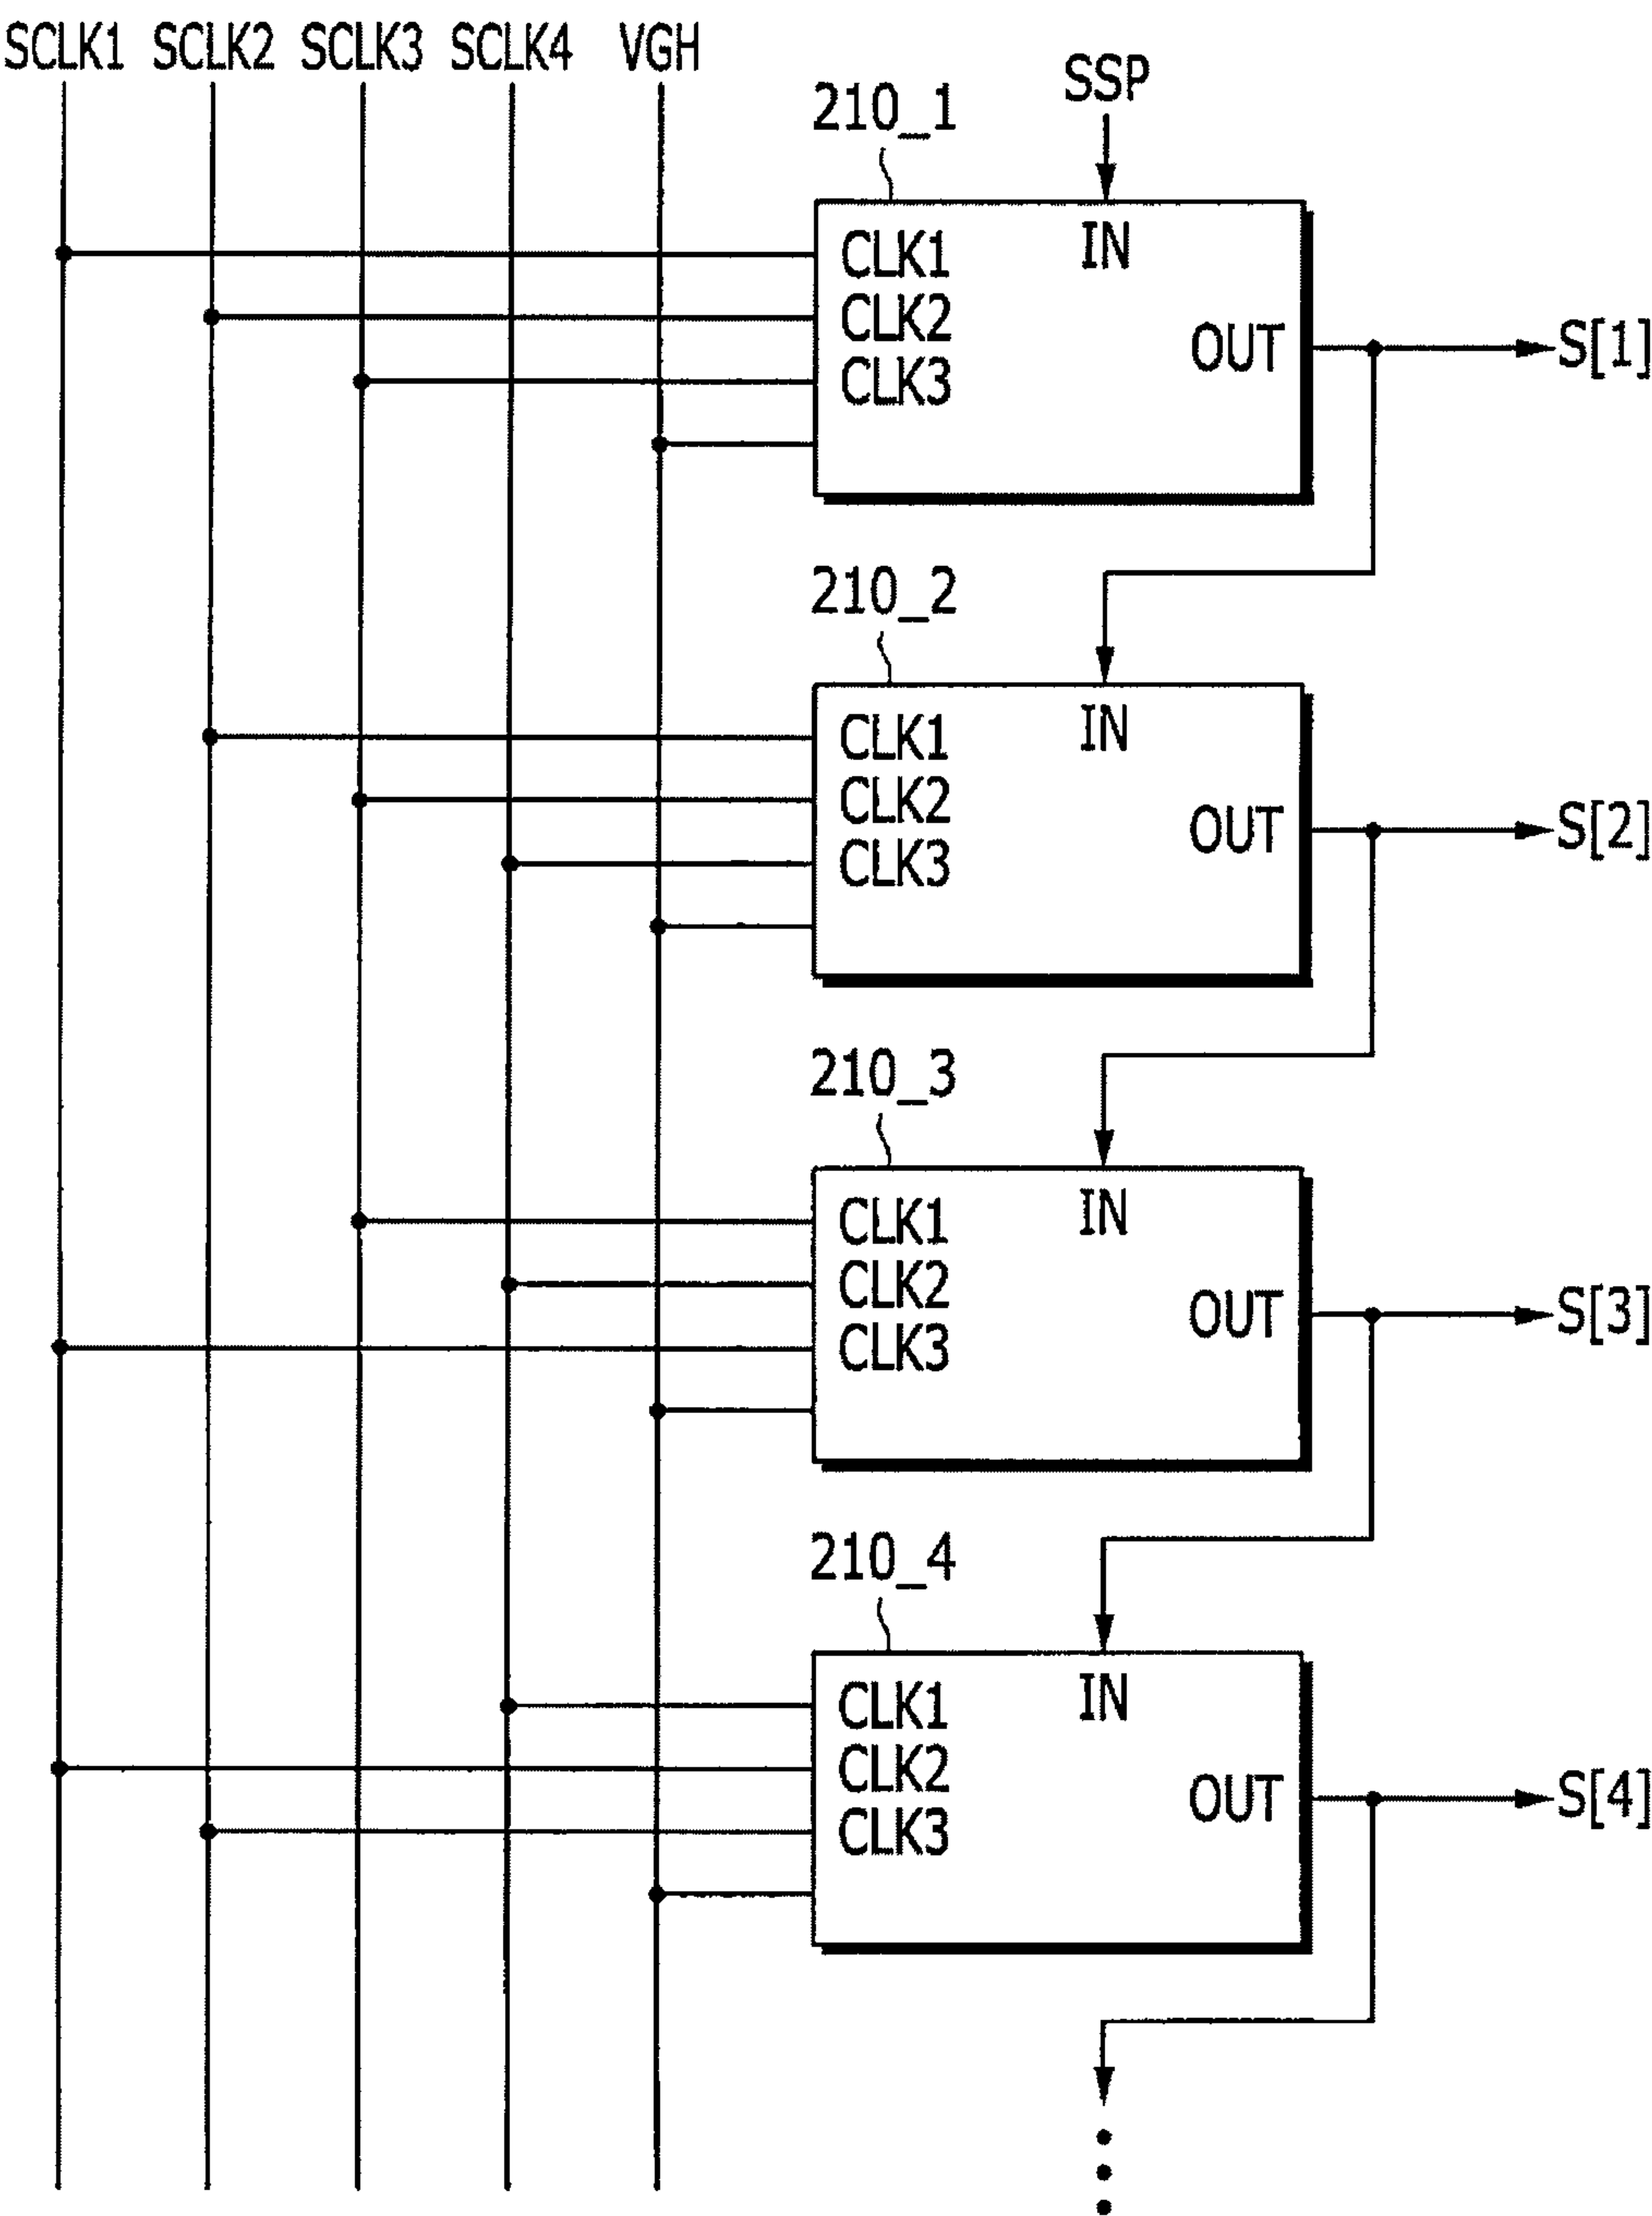 SCLK1 SCLK2 SCLK3 SCLK4 VGH
SSP
210_1
IN
CLK1
CLK2
CLK3
OUT
S[1]
210_2
IN
CLK1
CLK2
CLK3
OUT
S[2]
210_3
IN
CLK1
CLK2
CLK3
OUT
S[3]
210_4
IN
CLK1
CLK2
CLK3
OUT
S[4]